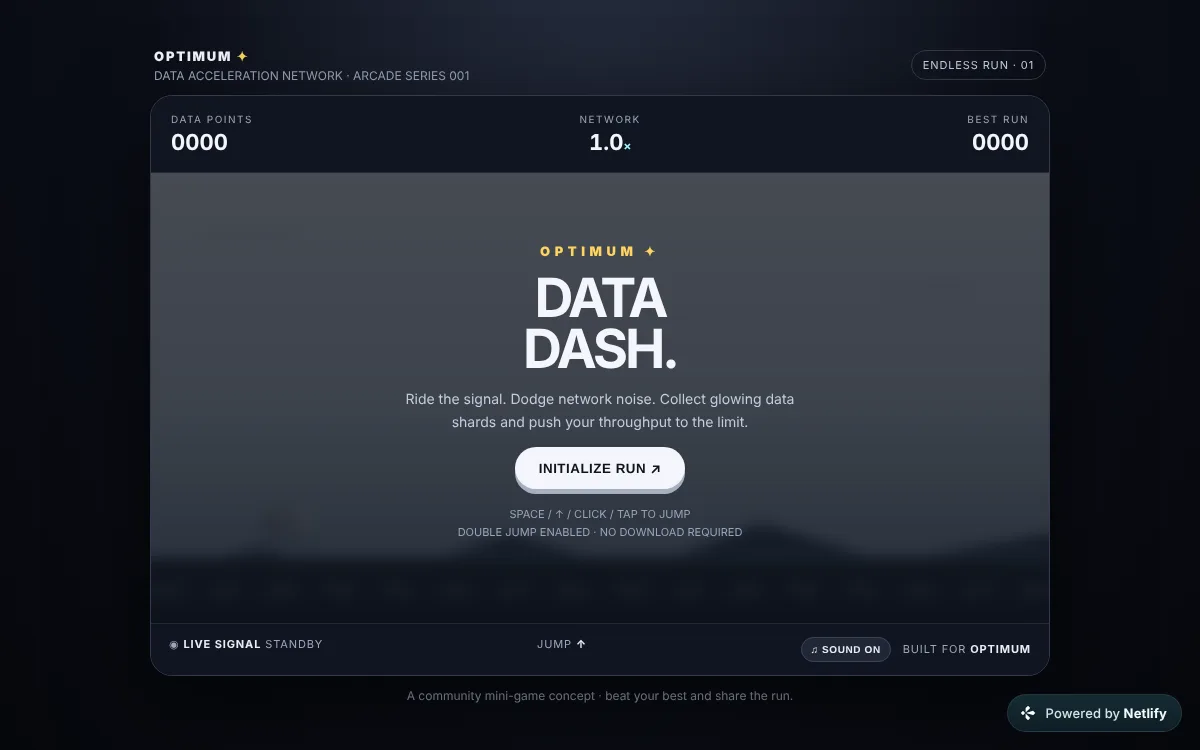 OPTIMUM ✦
DATA ACCELERATION NETWORK · ARCADE SERIES 001
ENDLESS RUN · 01
DATA POINTS
0000
NETWORK
1.0×
BEST RUN
0000
OPTIMUM ✦
DATA
DASH.
Ride the signal. Dodge network noise. Collect glowing data
shards and push your throughput to the limit.
INITIALIZE RUN ↗
SPACE / ↑ / CLICK / TAP TO JUMP
DOUBLE JUMP ENABLED · NO DOWNLOAD REQUIRED
◉ LIVE SIGNAL STANDBY
JUMP ↑
♫ SOUND ON
BUILT FOR OPTIMUM
A community mini-game concept · beat your best and share the run.
Powered by Netlify